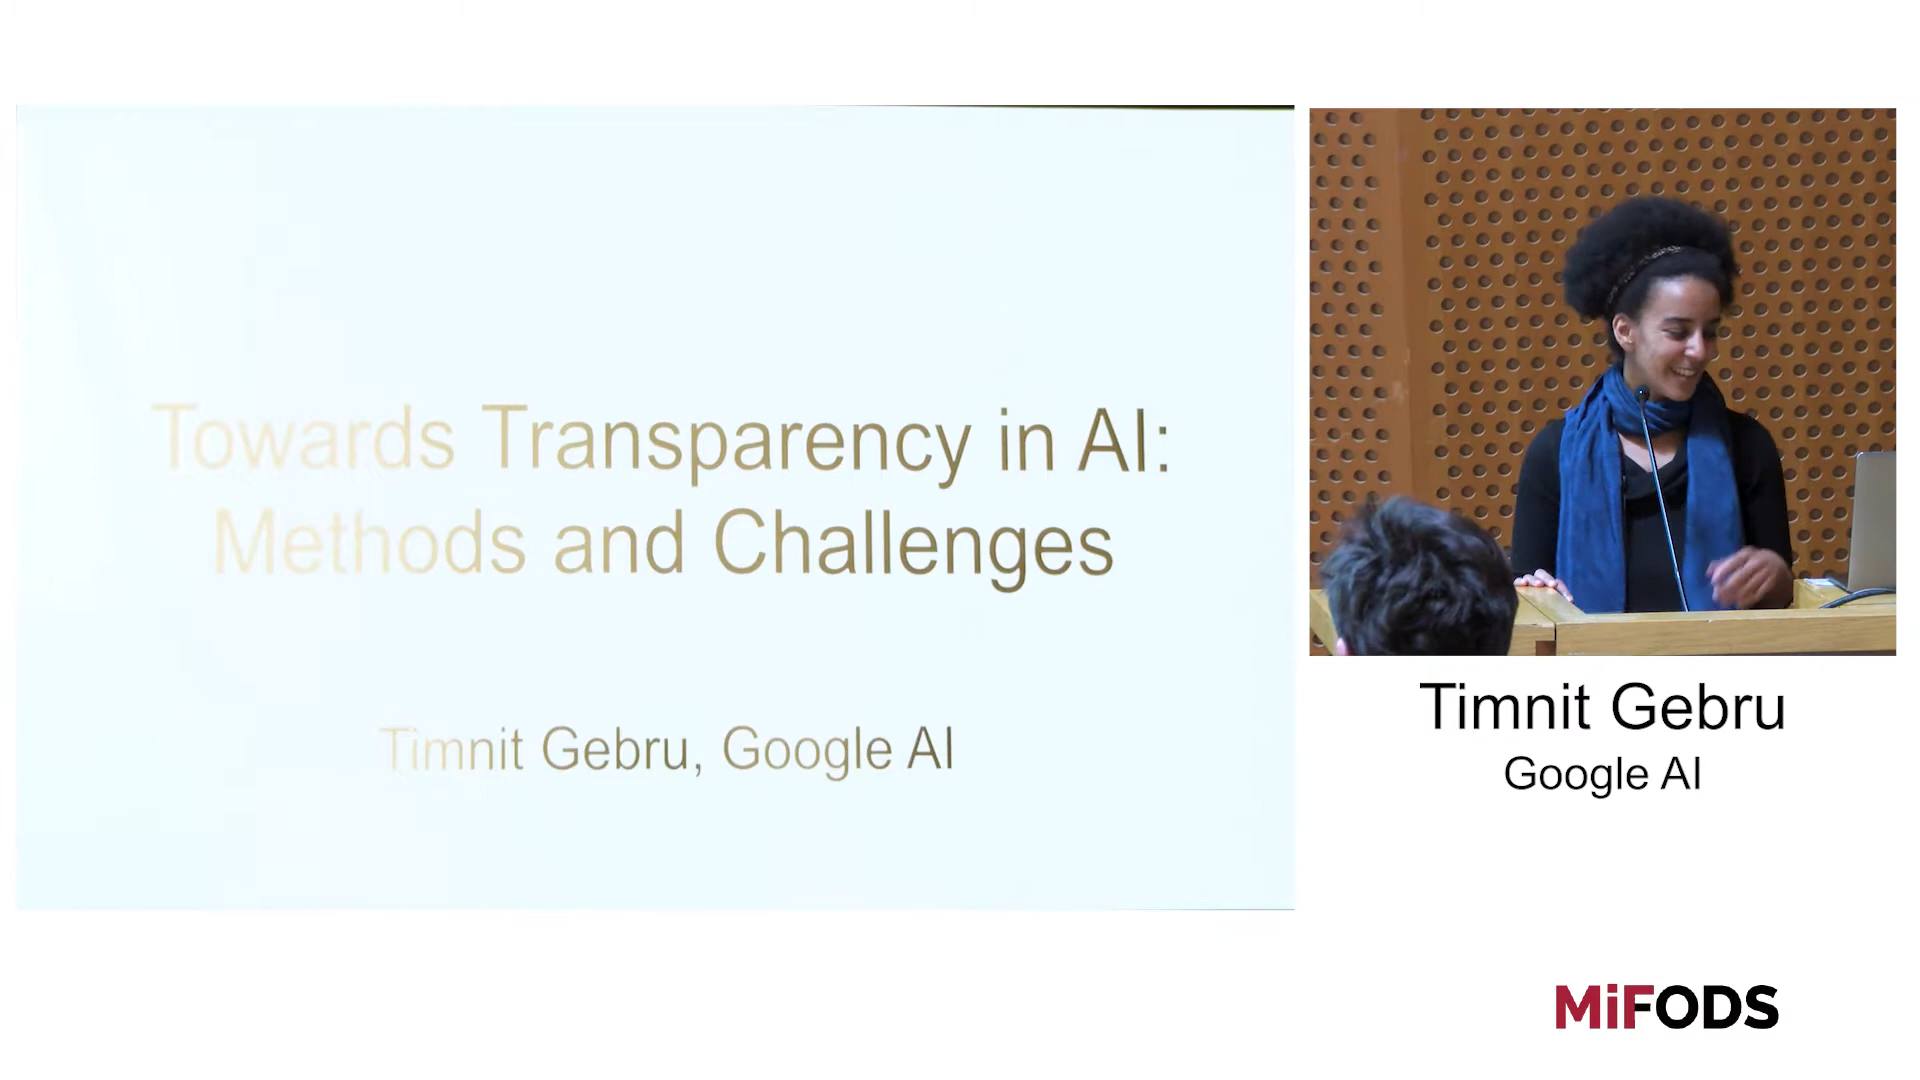 Towards Transparency in AI:
Methods and Challenges
Timnit Gebru, Google AI
Timnit Gebru
Google AI
MiFODS